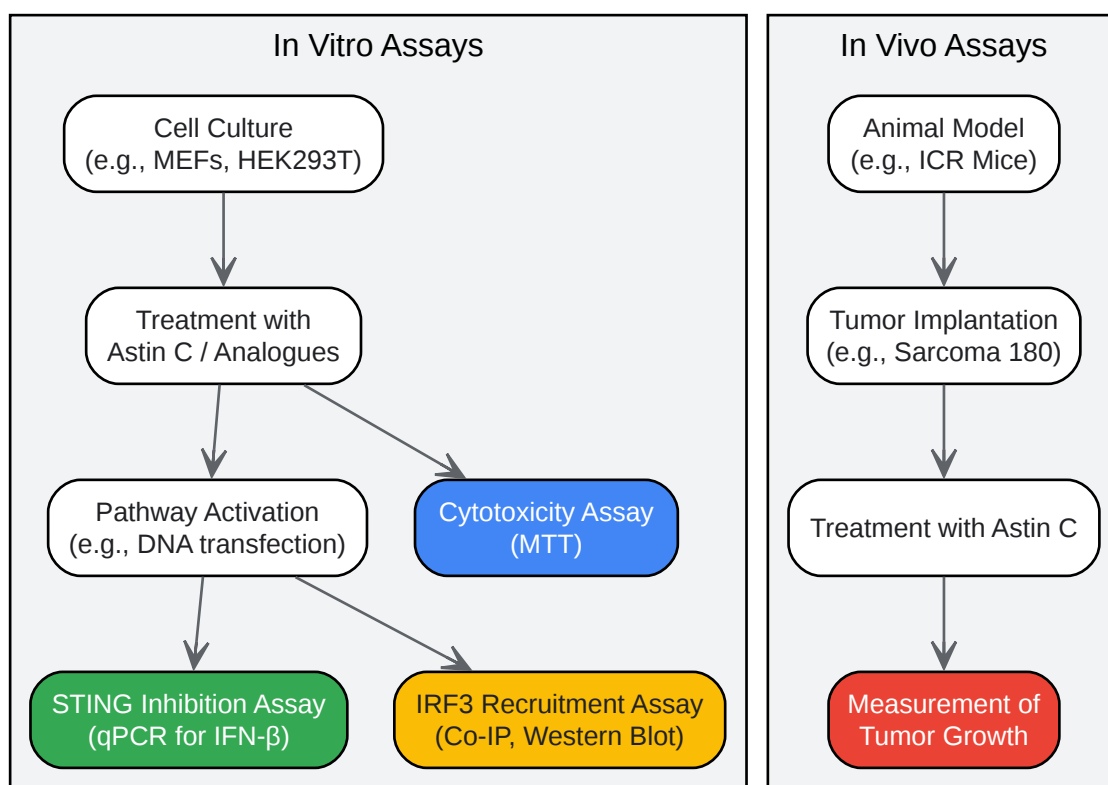 In Vitro Assays
Cell Culture
(e.g., MEFs, HEK293T)
Treatment with
Astin C / Analogues
Pathway Activation
(e.g., DNA transfection)
Cytotoxicity Assay
(MTT)
STING Inhibition Assay
(qPCR for IFN-β)
IRF3 Recruitment Assay
(Co-IP, Western Blot)
In Vivo Assays
Animal Model
(e.g., ICR Mice)
Tumor Implantation
(e.g., Sarcoma 180)
Treatment with Astin C
Measurement of
Tumor Growth